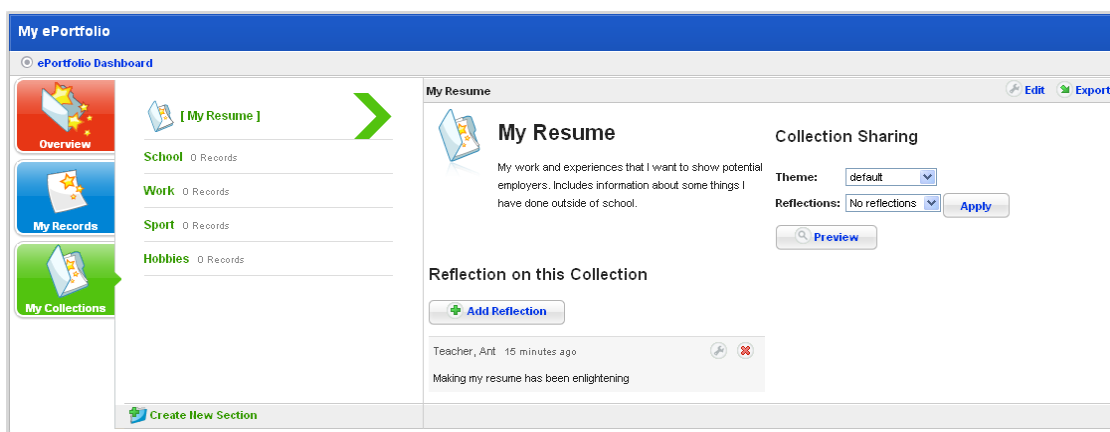 My ePortfolio
ePortfolio Dashboard
Overview
My Records
My Collections
[ My Resume ]
School 0 Records
Work 0 Records
Sport 0 Records
Hobbies 0 Records
Create New Section
My Resume
Edit Export
My Resume
My work and experiences that I want to show potential
employers. Includes information about some things I
have done outside of school.
Collection Sharing
Theme: default
Reflections: No reflections Apply
Preview
Reflection on this Collection
Add Reflection
Teacher, Ant 15 minutes ago
Making my resume has been enlightening